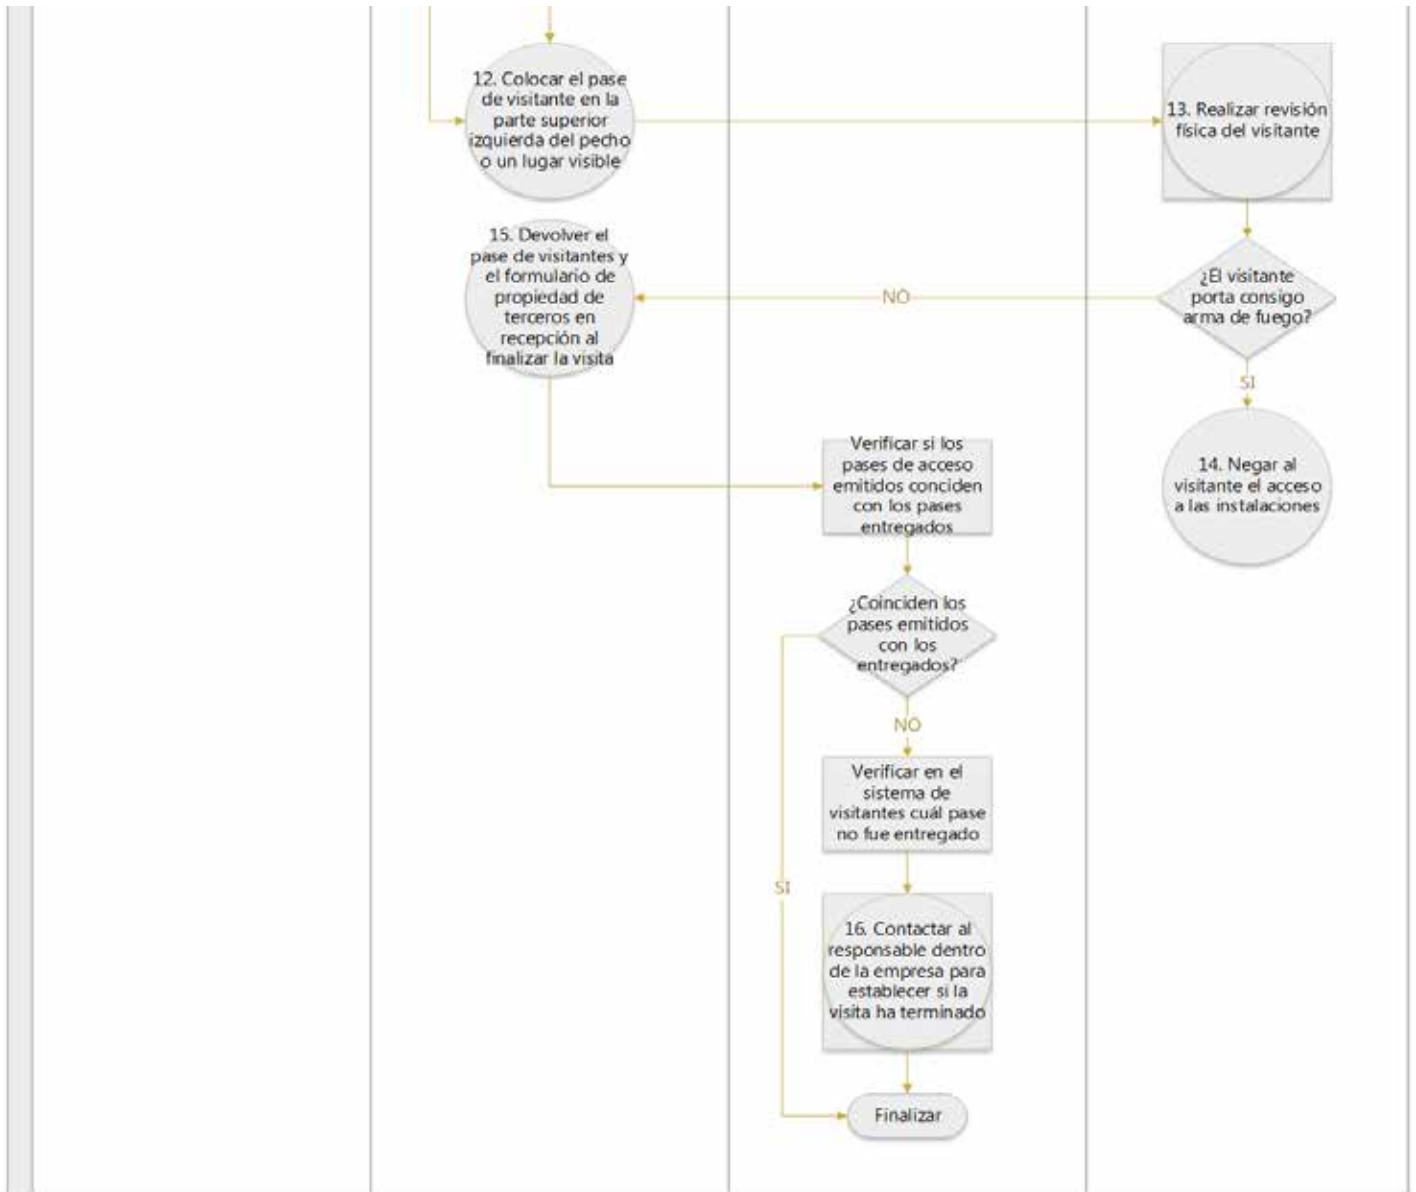 12. Colocar el pase
de visitante en la
parte superior
izquierda del pecho
o un lugar visible
13. Realizar revisión
física del visitante
15. Devolver el
pase de visitantes y
el formulario de
propiedad de
terceros en
recepción al
finalizar la visita
NO
¿El visitante
porta consigo
arma de fuego?
SI
14. Negar al
visitante el acceso
a las instalaciones
Verificar si los
pases de acceso
emitidos conciden
con los pases
entregados
¿Coinciden los
pases emitidos
con los
entregados?
NO
Verificar en el
sistema de
visitantes cuál pase
no fue entregado
SI
16. Contactar al
responsable dentro
de la empresa para
establecer si la
visita ha terminado
Finalizar